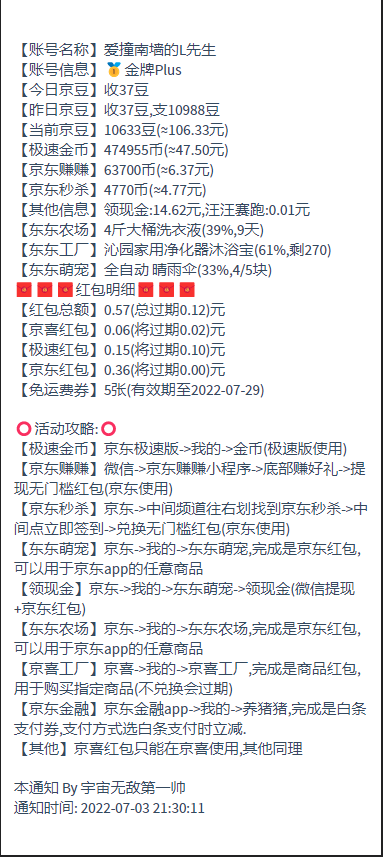 【账号名称】爱撞南墙的L先生
【账号信息】🏅金牌Plus
【今日京豆】收37豆
【昨日京豆】收37豆,支10988豆
【当前京豆】10633豆(≈106.33元)
【极速金币】474955币(≈47.50元)
【京东赚赚】63700币(≈6.37元)
【京东秒杀】4770币(≈4.77元)
【其他信息】领现金:14.62元,汪汪赛跑:0.01元
【东东农场】4斤大桶洗衣液(39%,9天)
【东东工厂】沁园家用净化器沐浴宝(61%,剩270)
【东东萌宠】全自动 晴雨伞(33%,4/5块)
🧧🧧🧧红包明细🧧🧧🧧
【红包总额】0.57(总过期0.12)元
【京喜红包】0.06(将过期0.02)元
【极速红包】0.15(将过期0.10)元
【京东红包】0.36(将过期0.00)元
【免运费券】5张(有效期至2022-07-29)
⭕活动攻略:⭕
【极速金币】京东极速版->我的->金币(极速版使用)
【京东赚赚】微信->京东赚赚小程序->底部赚好礼->提
现无门槛红包(京东使用)
【京东秒杀】京东->中间频道往右划找到京东秒杀->中
间点立即签到->兑换无门槛红包(京东使用)
【东东萌宠】京东->我的->东东萌宠,完成是京东红包,
可以用于京东app的任意商品
【领现金】京东->我的->东东萌宠->领现金(微信提现
+京东红包)
【东东农场】京东->我的->东东农场,完成是京东红包,
可以用于京东app的任意商品
【京喜工厂】京喜->我的->京喜工厂,完成是商品红包,
用于购买指定商品(不兑换会过期)
【京东金融】京东金融app->我的->养猪猪,完成是白条
支付券,支付方式选白条支付时立减.
【其他】京喜红包只能在京喜使用,其他同理
本通知 By 宇宙无敌第一帅
通知时间: 2022-07-03 21:30:11